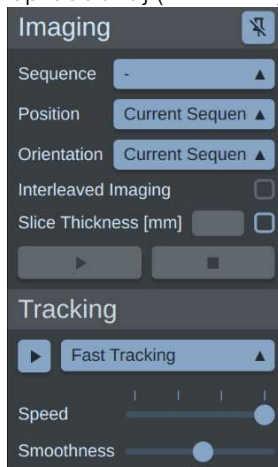 Imaging
Sequence -
Position Current Sequen
Orientation Current Sequen
Interleaved Imaging
Slice Thickness [mm]
Tracking
Fast Tracking
Speed
Smoothness